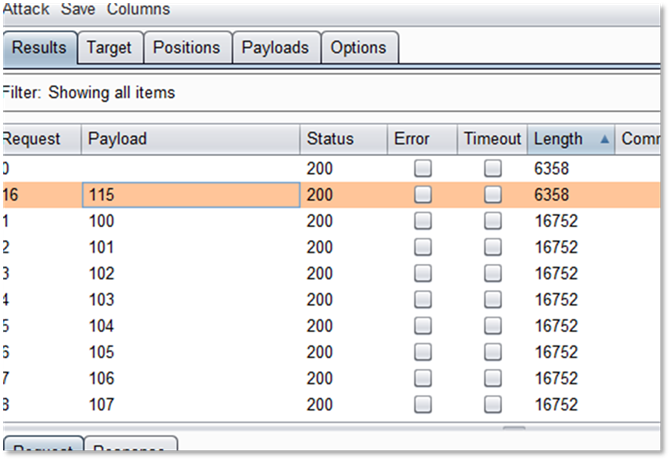 Attack Save Columns
Results Target Positions Payloads Options
Filter: Showing all items
Request Payload Status Error Timeout Length Comm
0 200 6358
16 115 200 6358
1 100 200 16752
2 101 200 16752
3 102 200 16752
4 103 200 16752
5 104 200 16752
6 105 200 16752
7 106 200 16752
8 107 200 16752
Request Response